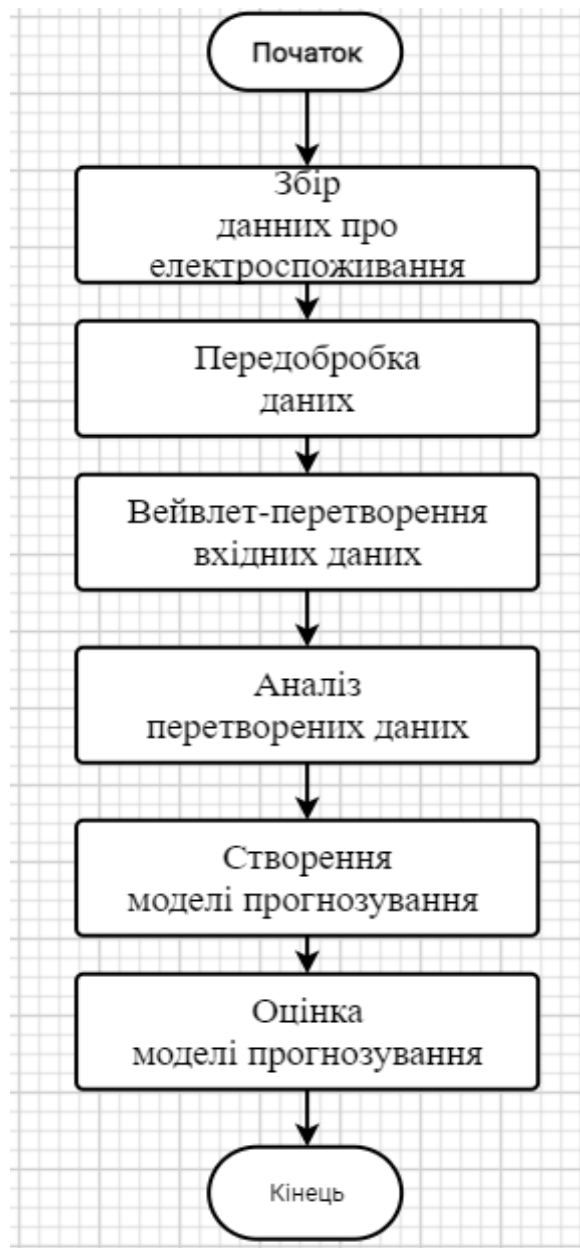 Початок
Збір
данних про
електроспоживання
Передобробка
даних
Вейвлет-перетворення
вхідних даних
Аналіз
перетворених даних
Створення
моделі прогнозування
Оцінка
моделі прогнозування
Кінець